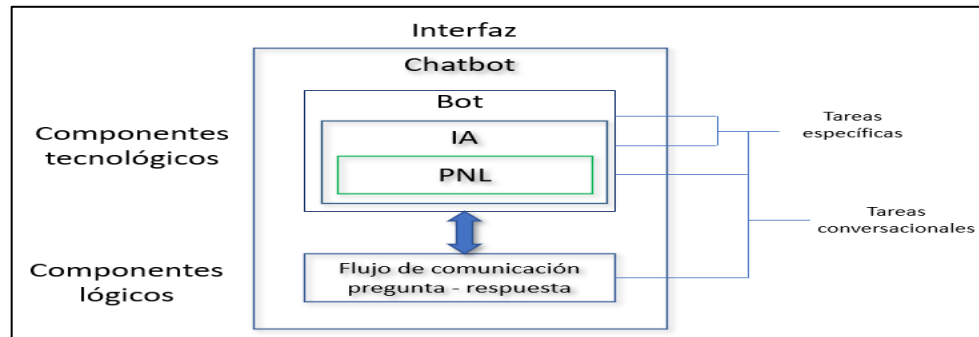 Interfaz
Chatbot
Bot
IA
PNL
Componentes
tecnológicos
Tareas
específicas
Tareas
conversacionales
Componentes
lógicos
Flujo de comunicación
pregunta - respuesta